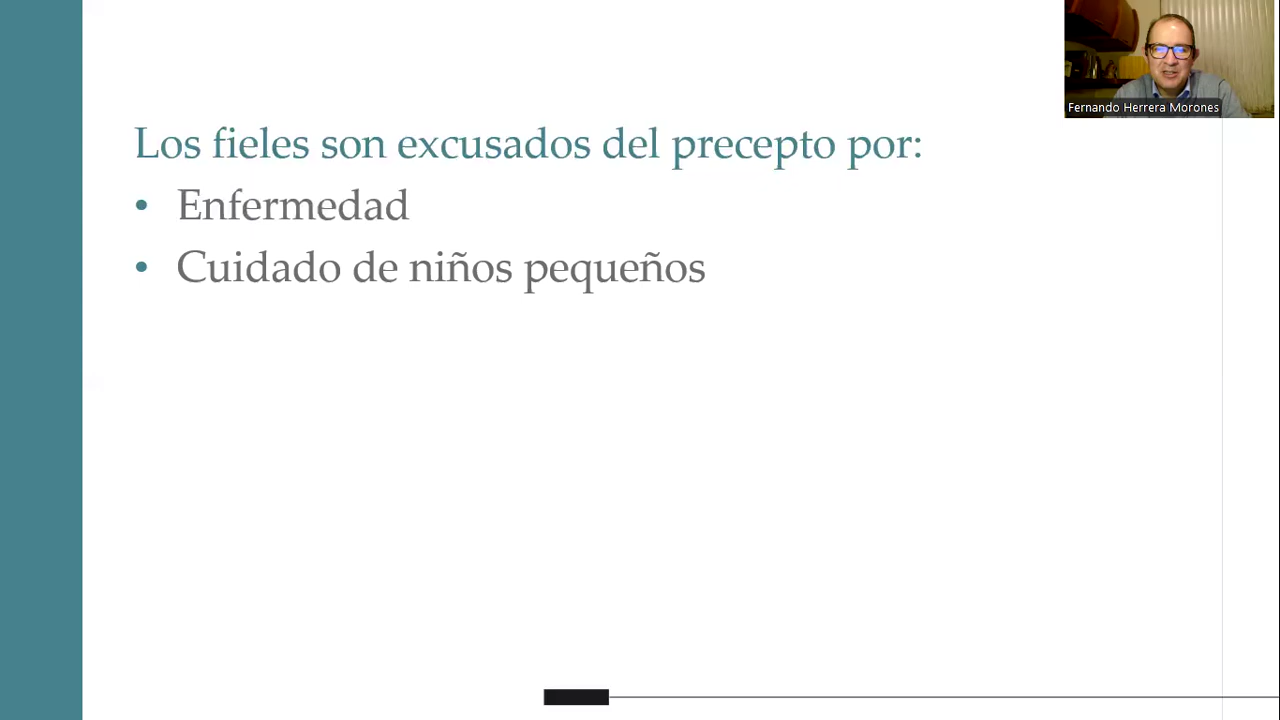 Los fieles son excusados del precepto por:
• Enfermedad
• Cuidado de niños pequeños
Fernando Herrera Morones